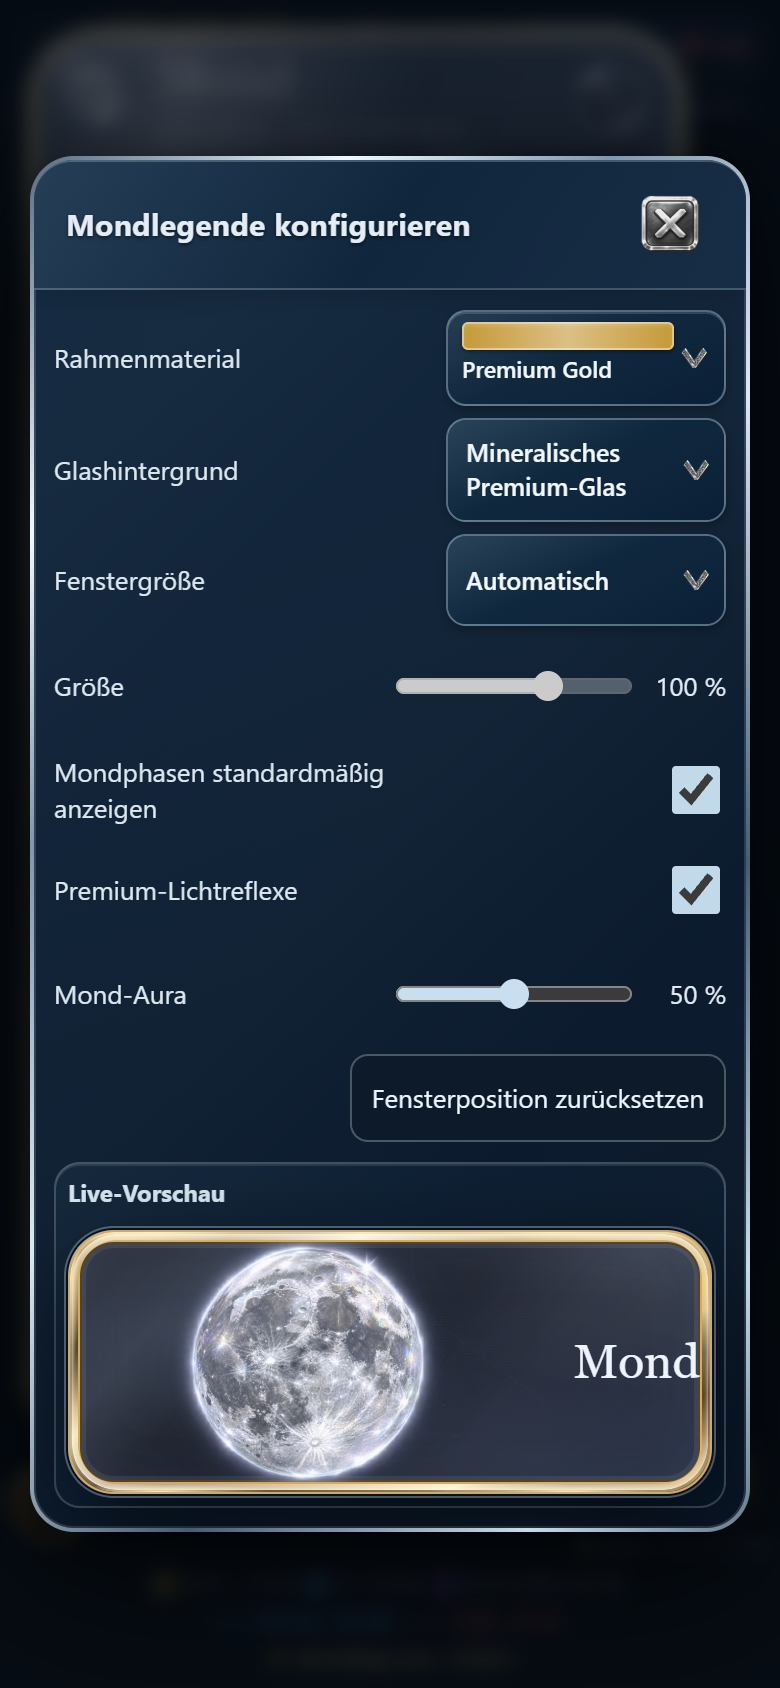 Mondlegende konfigurieren
Rahmenmaterial
Premium Gold
Glashintergrund
Mineralisches
Premium-Glas
Fenstergröße
Automatisch
Größe
100 %
Mondphasen standardmäßig
anzeigen
Premium-Lichtreflexe
Mond-Aura
50 %
Fensterposition zurücksetzen
Live-Vorschau
Mond